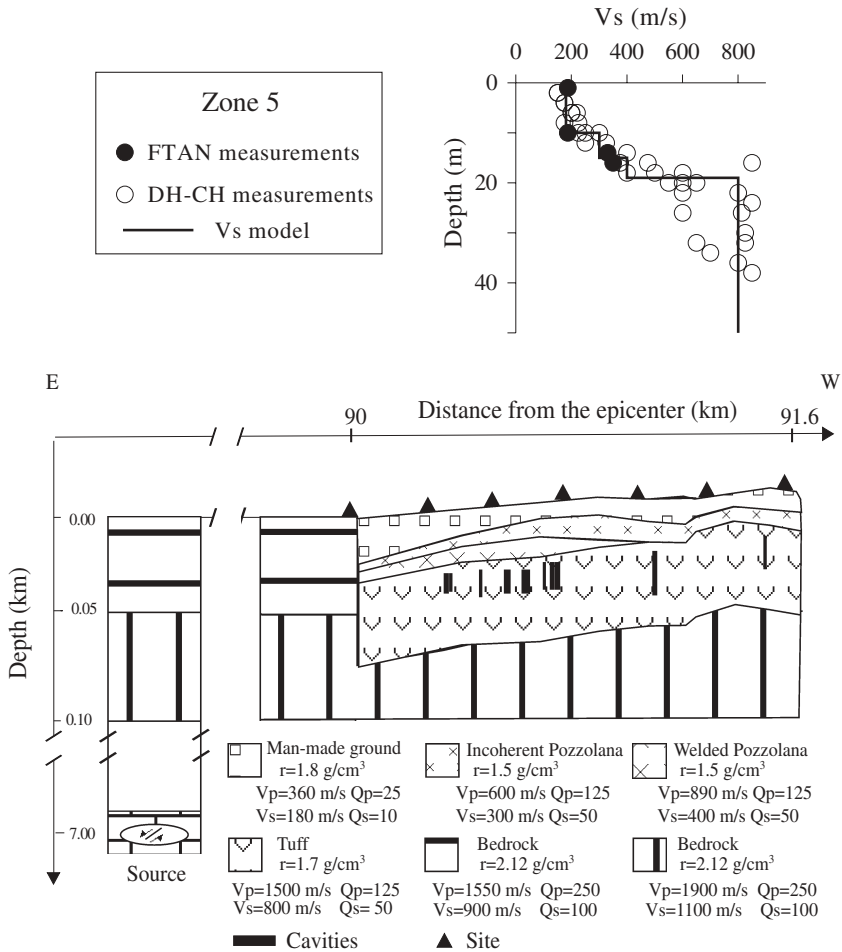 Vs (m/s)
0 200 400 600 800
Zone 5
FTAN measurements
DH-CH measurements
Vs model
Depth (m)
0
20
40
E
W
Distance from the epicenter (km)
90
91.6
Depth (km)
0.00
0.05
0.10
7.00
Source
Man-made ground
r=1.8 g/cm³
Vp=360 m/s Qp=25
Vs=180 m/s Qs=10
Incoherent Pozzolana
r=1.5 g/cm³
Vp=600 m/s Qp=125
Vs=300 m/s Qs=50
Welded Pozzolana
r=1.5 g/cm³
Vp=890 m/s Qp=125
Vs=400 m/s Qs=50
Tuff
r=1.7 g/cm³
Vp=1500 m/s Qp=125
Vs=800 m/s Qs= 50
Bedrock
r=2.12 g/cm³
Vp=1550 m/s Qp=250
Vs=900 m/s Qs=100
Bedrock
r=2.12 g/cm³
Vp=1900 m/s Qp=250
Vs=1100 m/s Qs=100
Cavities
Site